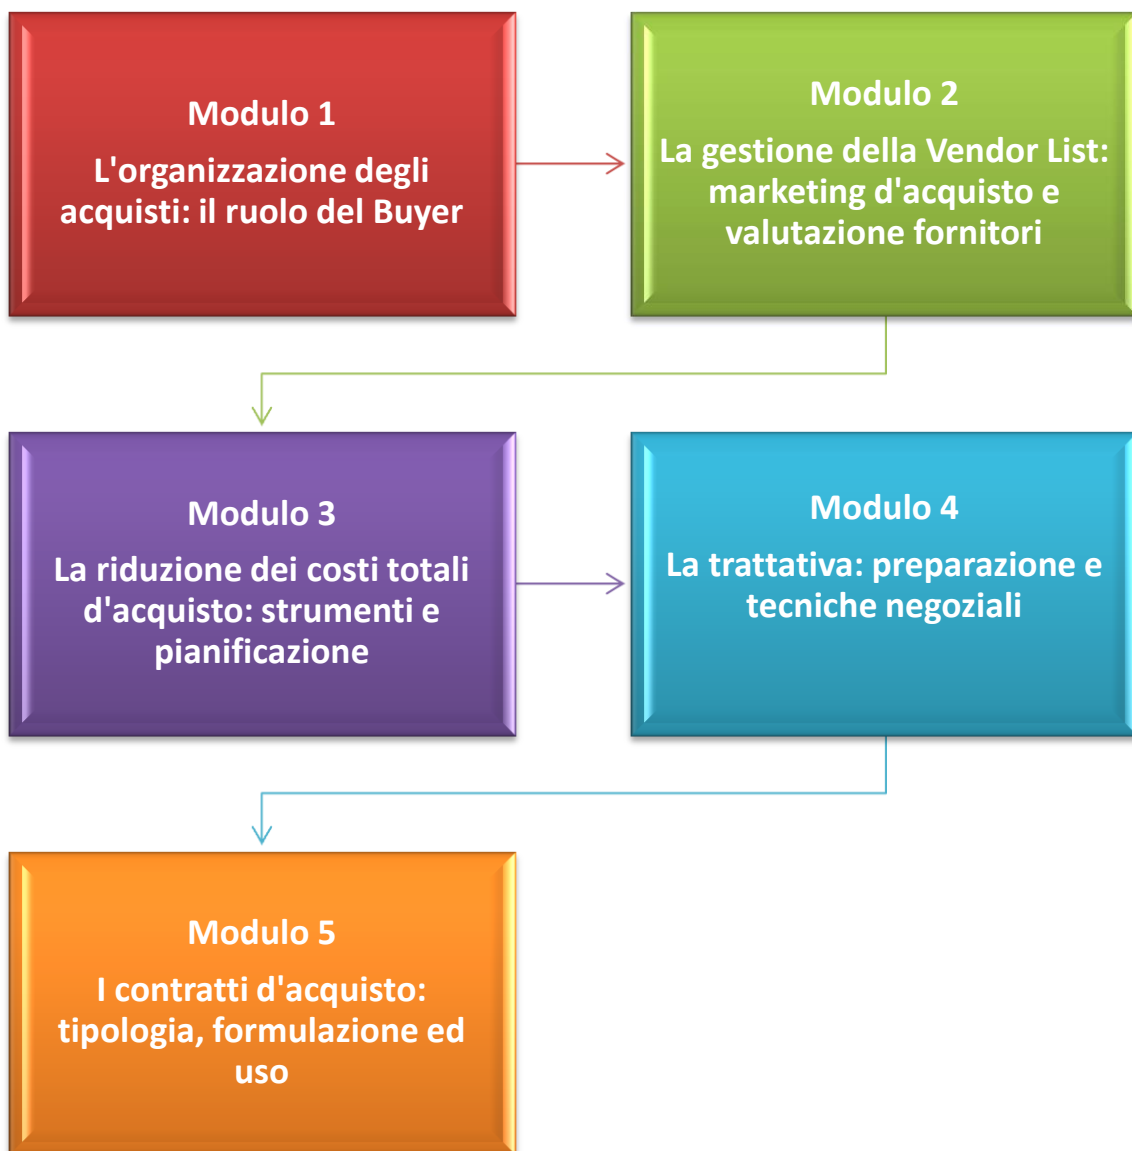 Modulo 1
L'organizzazione degli
acquisti: il ruolo del Buyer
Modulo 2
La gestione della Vendor List:
marketing d'acquisto e
valutazione fornitori
Modulo 3
La riduzione dei costi totali
d'acquisto: strumenti e
pianificazione
Modulo 4
La trattativa: preparazione e
tecniche negoziali
Modulo 5
I contratti d'acquisto:
tipologia, formulazione ed
uso